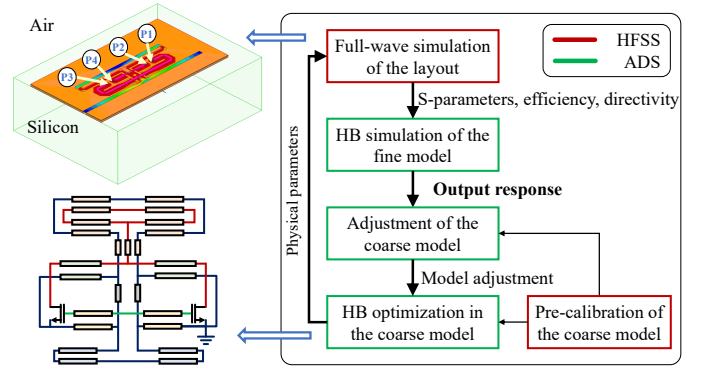 Air
P1
P2
P4
P3
Silicon
Full-wave simulation
of the layout
HFSS
ADS
S-parameters, efficiency, directivity
HB simulation of the
fine model
Output response
Physical parameters
Adjustment of the
coarse model
Model adjustment
HB optimization in
the coarse model
Pre-calibration of
the coarse model